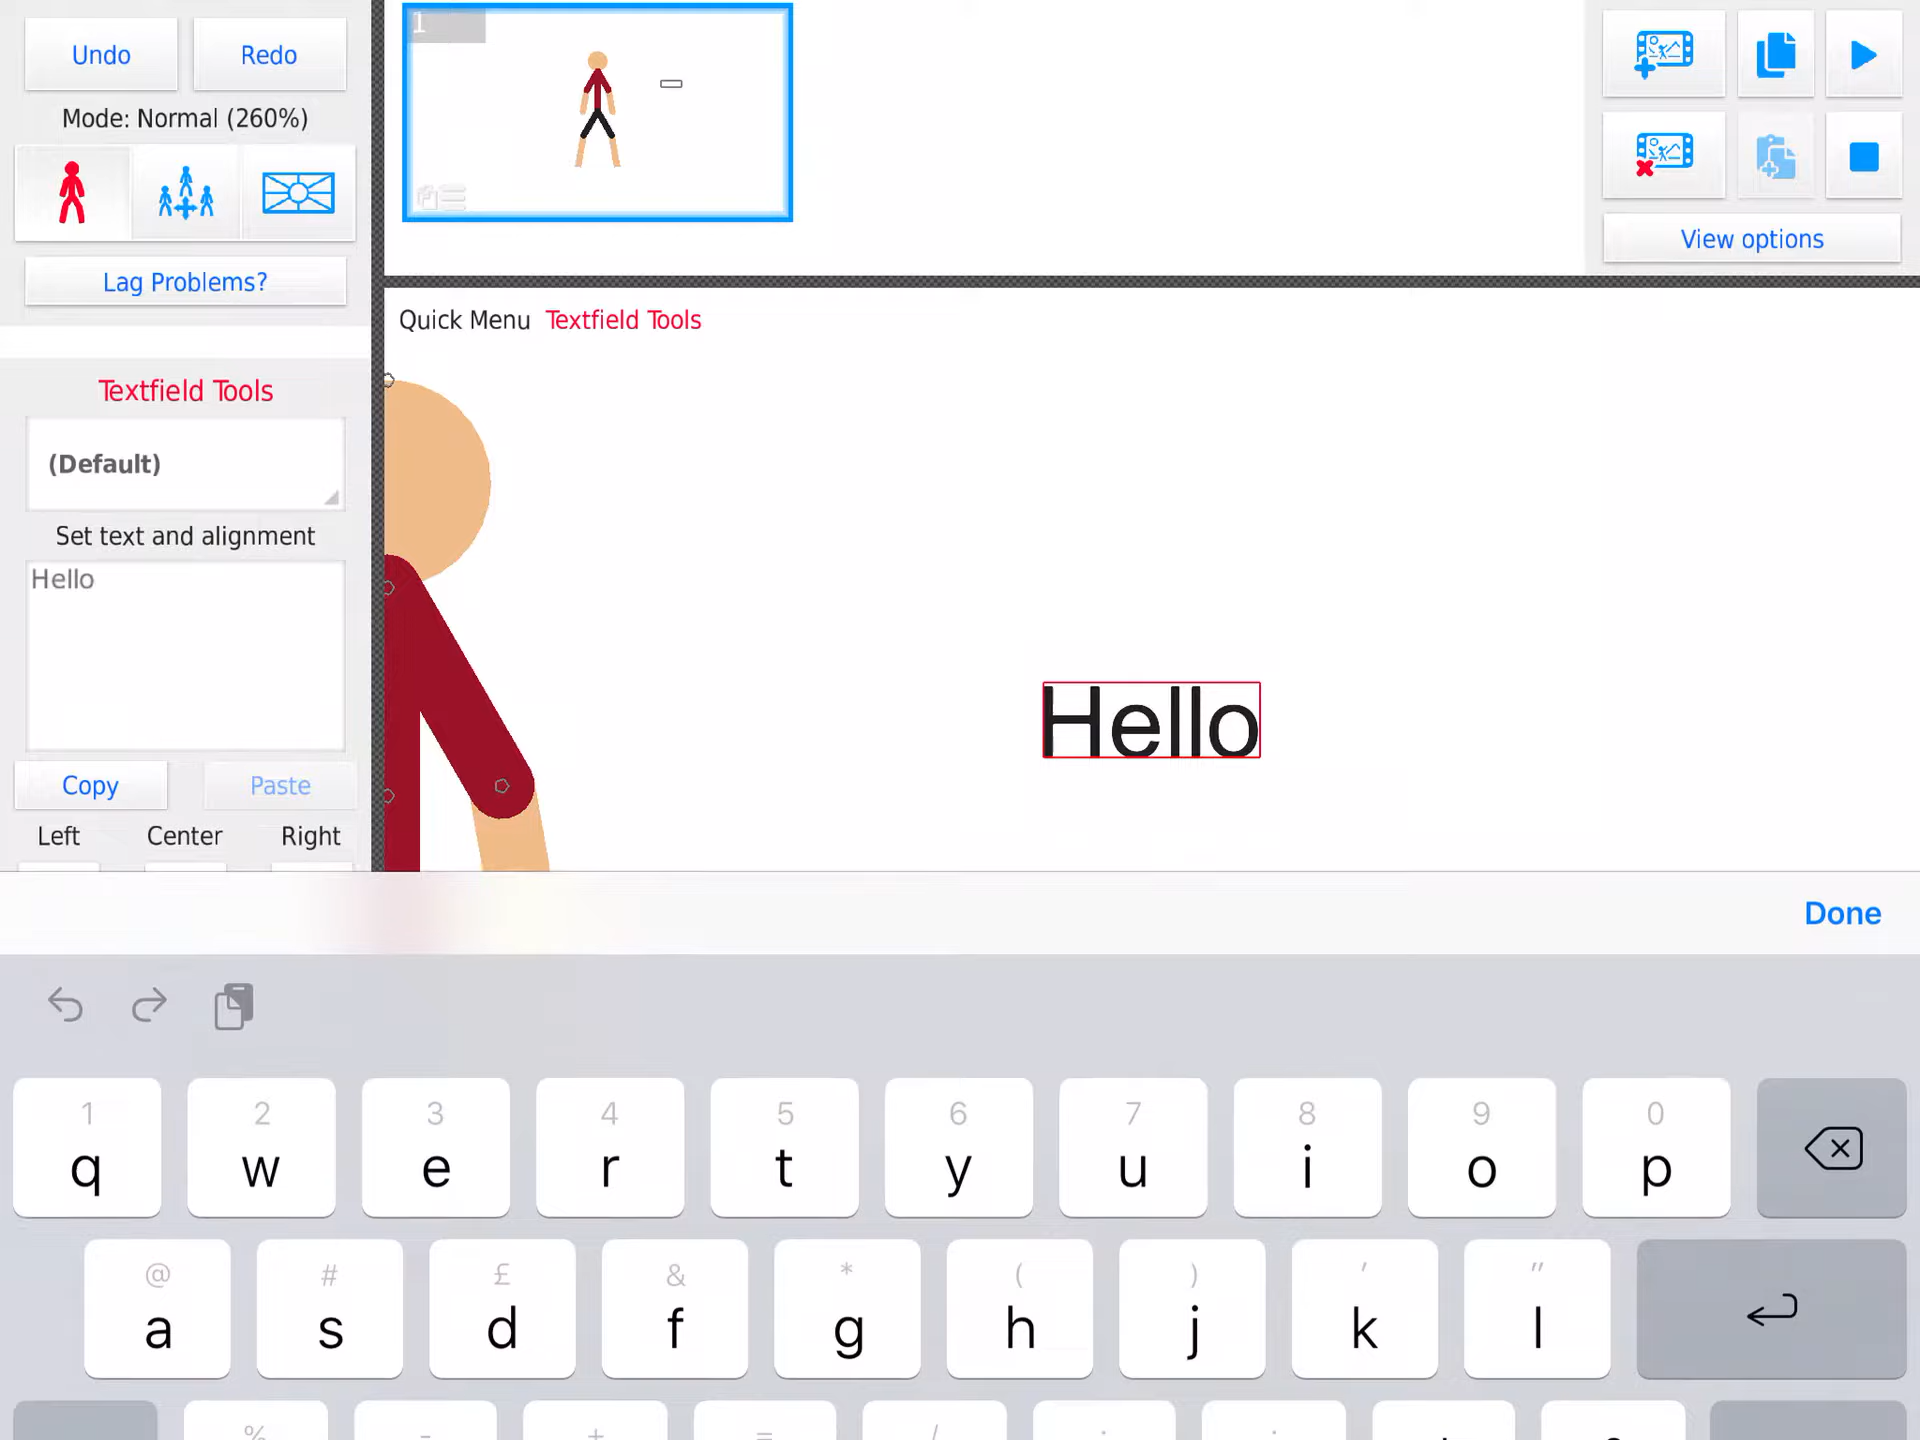 Undo Redo
Mode: Normal (260%)
Lag Problems?
1
View options
Quick Menu Textfield Tools
Textfield Tools
(Default)
Set text and alignment
Hello
Copy Paste
Left Center Right
Hello
Done
1 2 3 4 5 6 7 8 9 0
q w e r t y u i o p
@ # £ & * ( ) ' "
a s d f g h j k l
% - + = /